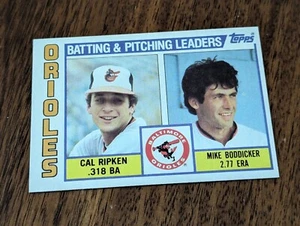 BATTING & PITCHING LEADERS
TOPPS
ORIOLES
CAL RIPKEN
.318 BA
BALTIMORE
ORIOLES
MIKE BODDICKER
2.77 ERA